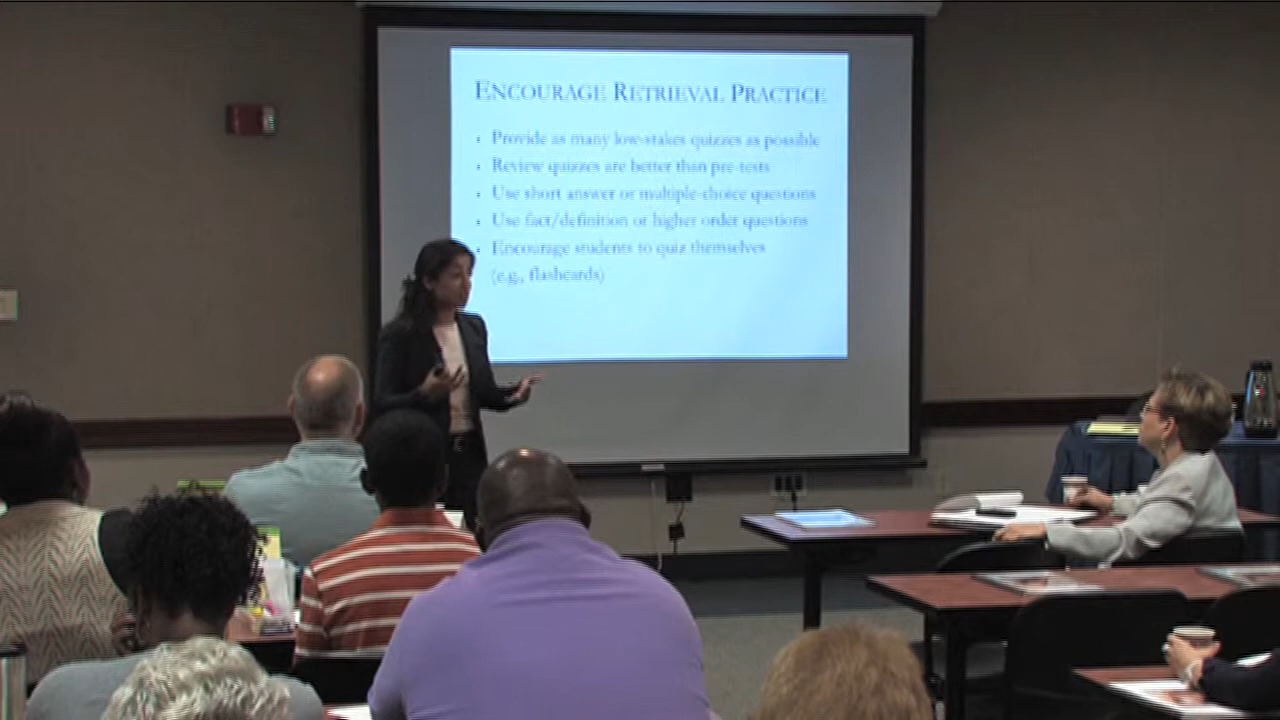 ENCOURAGE RETRIEVAL PRACTICE
• Provide as many low-stakes quizzes as possible
• Review quizzes are better than pre-tests
• Use short answer or multiple-choice questions
• Use fact/definition or higher order questions
• Encourage students to quiz themselves
(e.g., flashcards)